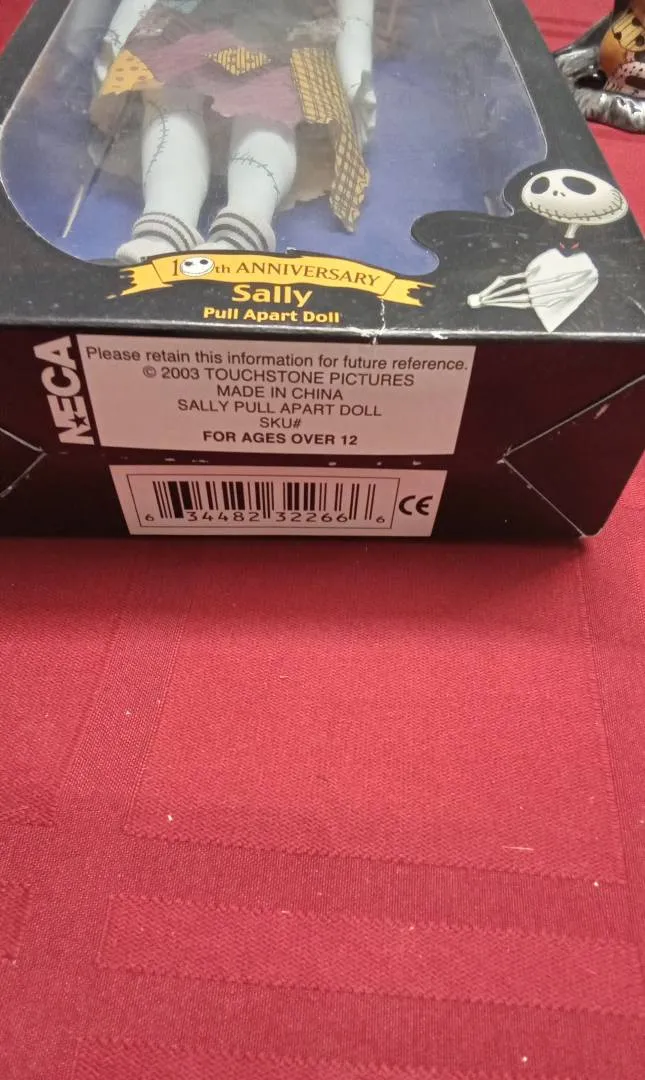 10th ANNIVERSARY
Sally
Pull Apart Doll
NECA
Please retain this information for future reference.
© 2003 TOUCHSTONE PICTURES
MADE IN CHINA
SALLY PULL APART DOLL
SKU#
FOR AGES OVER 12
6 34482 32266 6
CE